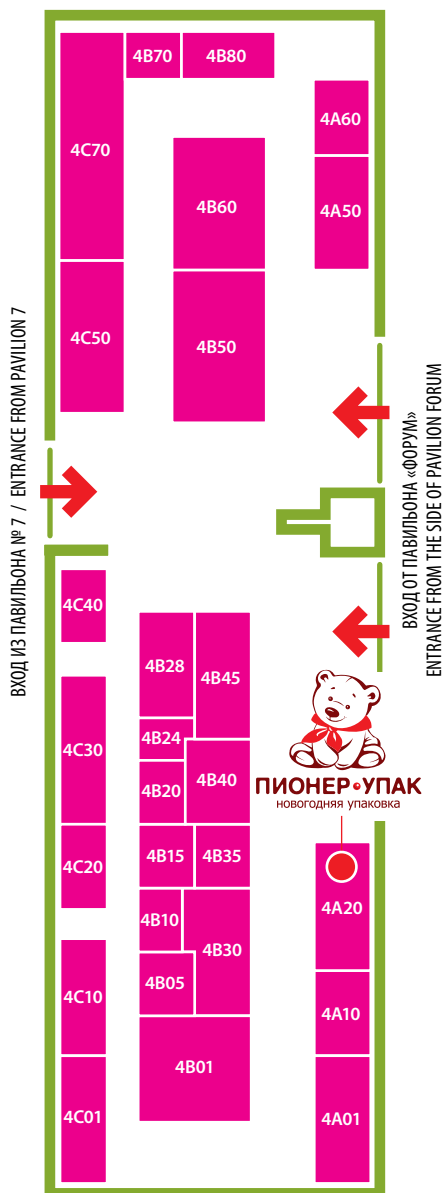 4B70
4B80
4C70
4A60
4B60
4A50
4C50
4B50
ВХОД ИЗ ПАВИЛЬОНА № 7 / ENTRANCE FROM PAVILION 7
ВХОД ОТ ПАВИЛЬОНА «ФОРУМ»
ENTRANCE FROM THE SIDE OF PAVILION FORUM
4C40
4B28
4B45
4C30
4B24
4B40
4B20
ПИОНЕР•УПАК
новогодняя упаковка
4C20
4B15
4B35
4A20
4B10
4B30
4B05
4C10
4A10
4B01
4C01
4A01